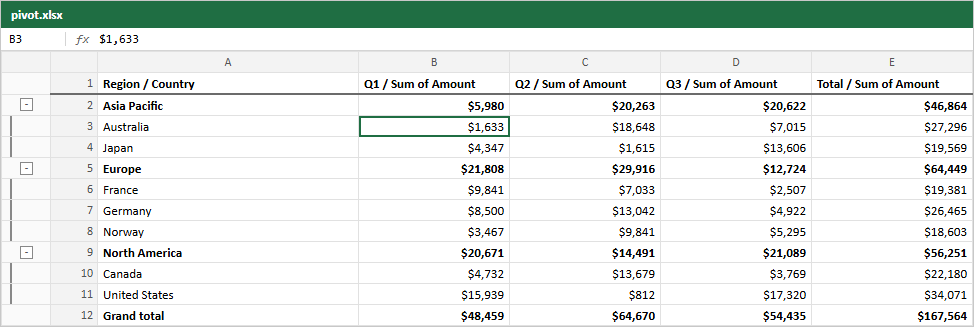 pivot.xlsx
B3 fx $1,633
A B C D E
1 Region / Country Q1 / Sum of Amount Q2 / Sum of Amount Q3 / Sum of Amount Total / Sum of Amount
- 2 Asia Pacific $5,980 $20,263 $20,622 $46,864
3 Australia $1,633 $18,648 $7,015 $27,296
4 Japan $4,347 $1,615 $13,606 $19,569
- 5 Europe $21,808 $29,916 $12,724 $64,449
6 France $9,841 $7,033 $2,507 $19,381
7 Germany $8,500 $13,042 $4,922 $26,465
8 Norway $3,467 $9,841 $5,295 $18,603
- 9 North America $20,671 $14,491 $21,089 $56,251
10 Canada $4,732 $13,679 $3,769 $22,180
11 United States $15,939 $812 $17,320 $34,071
12 Grand total $48,459 $64,670 $54,435 $167,564